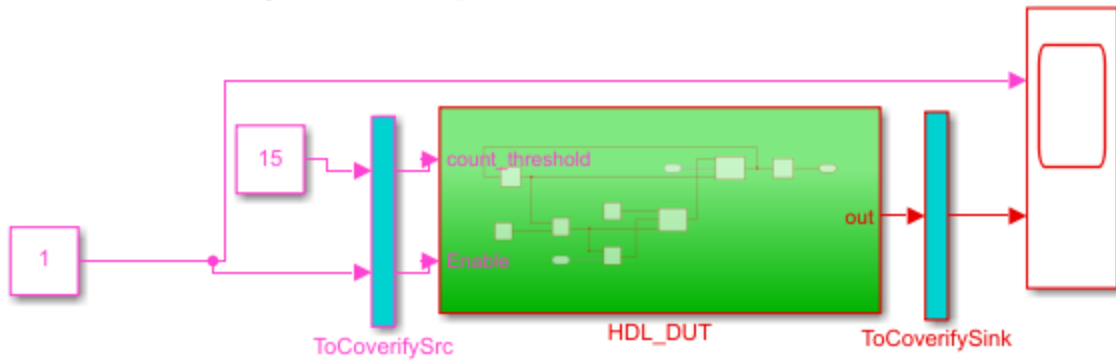 15
count_threshold
1
Enable
out
HDL_DUT
ToCoverifySrc
ToCoverifySink